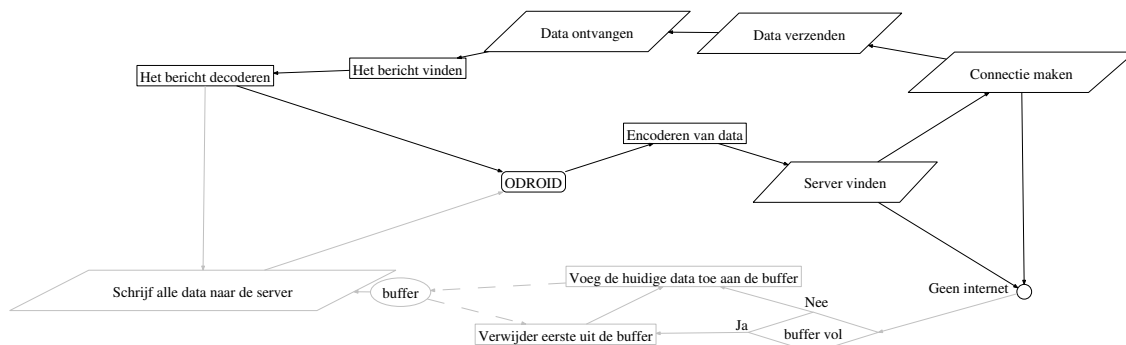 Data ontvangen
Data verzenden
Het bericht decoderen
Het bericht vinden
Connectie maken
Encoderen van data
ODROID
Server vinden
Schrijf alle data naar de server
buffer
Voeg de huidige data toe aan de buffer
Geen internet
Nee
Verwijder eerste uit de buffer
Ja
buffer vol